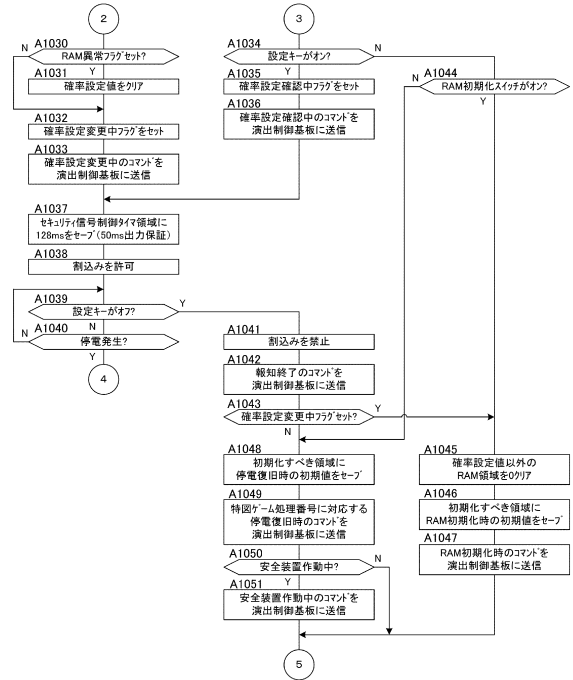 2
A1030
RAM異常フラグセット?
N
Y
A1031
確率設定値をクリア
A1032
確率設定変更中フラグをセット
A1033
確率設定変更中のコマンドを
演出制御基板に送信
3
A1034
設定キーがオン?
N
Y
A1035
確率設定確認中フラグをセット
A1036
確率設定確認中のコマンドを
演出制御基板に送信
A1044
N
RAM初期化スイッチがオン?
Y
A1037
セキュリティ信号制御タイマ領域に
128msをセーブ(50ms出力保証)
A1038
割込みを許可
A1039
設定キーがオフ?
Y
N
A1040
N
停電発生?
Y
4
A1041
割込みを禁止
A1042
報知終了のコマンドを
演出制御基板に送信
A1043
確率設定変更中フラグセット?
Y
N
A1048
初期化すべき領域に
停電復旧時の初期値をセーブ
A1049
特図ゲーム処理番号に対応する
停電復旧時のコマンドを
演出制御基板に送信
A1050
安全装置作動中?
N
Y
A1051
安全装置作動中のコマンドを
演出制御基板に送信
A1045
確率設定値以外の
RAM領域を0クリア
A1046
初期化すべき領域に
RAM初期化時の初期値をセーブ
A1047
RAM初期化時のコマンドを
演出制御基板に送信
5